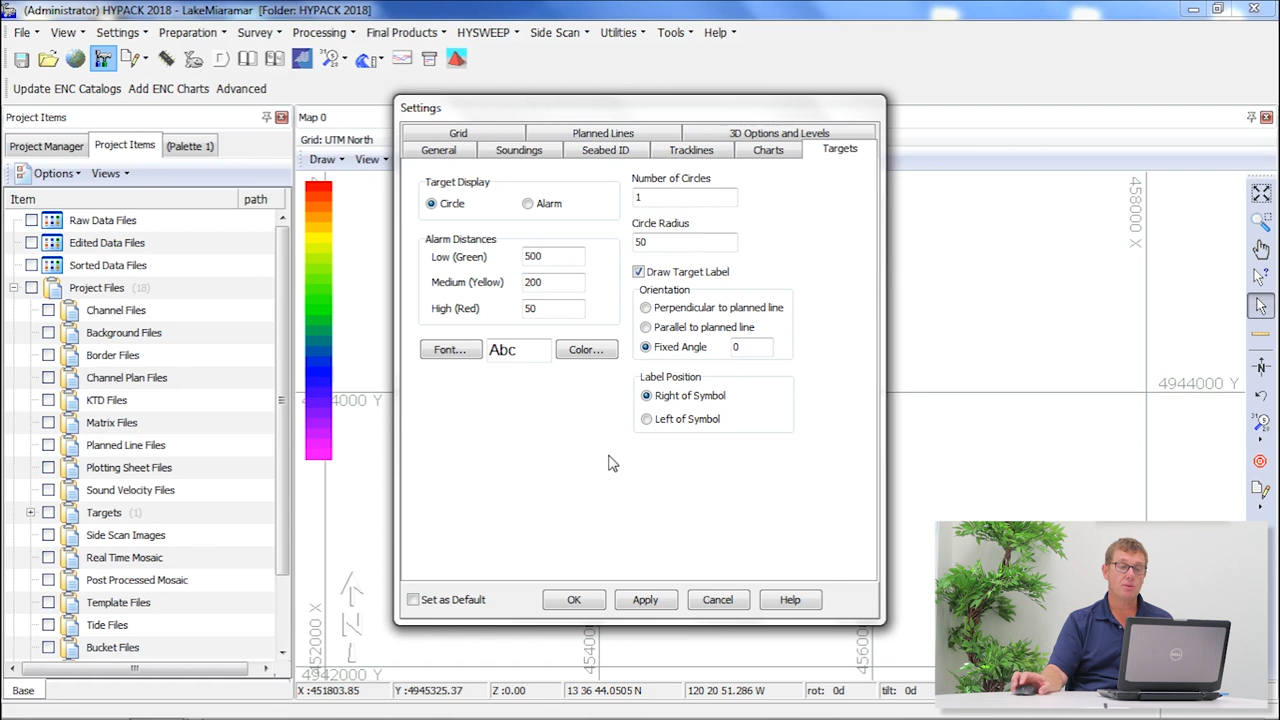 (Administrator) HYPACK 2018 - LakeMiaramar [Folder: HYPACK 2018]
File View Settings Preparation Survey Processing Final Products HYSWEEP Side Scan Utilities Tools Help
Update ENC Catalogs Add ENC Charts Advanced
Project Items
Map 0
Project Manager Project Items (Palette 1)
Grid: UTM North
Options Views
Draw View
Item path
Raw Data Files
Edited Data Files
Sorted Data Files
Project Files (18)
Channel Files
Background Files
Border Files
Channel Plan Files
KTD Files
Matrix Files
Planned Line Files
Plotting Sheet Files
Sound Velocity Files
Targets (1)
Side Scan Images
Real Time Mosaic
Post Processed Mosaic
Template Files
Tide Files
Bucket Files
Base
Settings
Grid Planned Lines 3D Options and Levels
General Soundings Seabed ID Tracklines Charts Targets
Target Display
Circle Alarm
Alarm Distances
Low (Green) 500
Medium (Yellow) 200
High (Red) 50
Font... Abc Color...
Number of Circles
1
Circle Radius
50
Draw Target Label
Orientation
Perpendicular to planned line
Parallel to planned line
Fixed Angle 0
Label Position
Right of Symbol
Left of Symbol
Set as Default OK Apply Cancel Help
458000 X
4944000 Y
4000 Y
452000 X
454000
4560
N
4942000 Y
X :451803.85 Y :4945325.37 Z :0.00 13 36 44.0505 N 120 20 51.286 W rot: 0d tilt: 0d
DELL